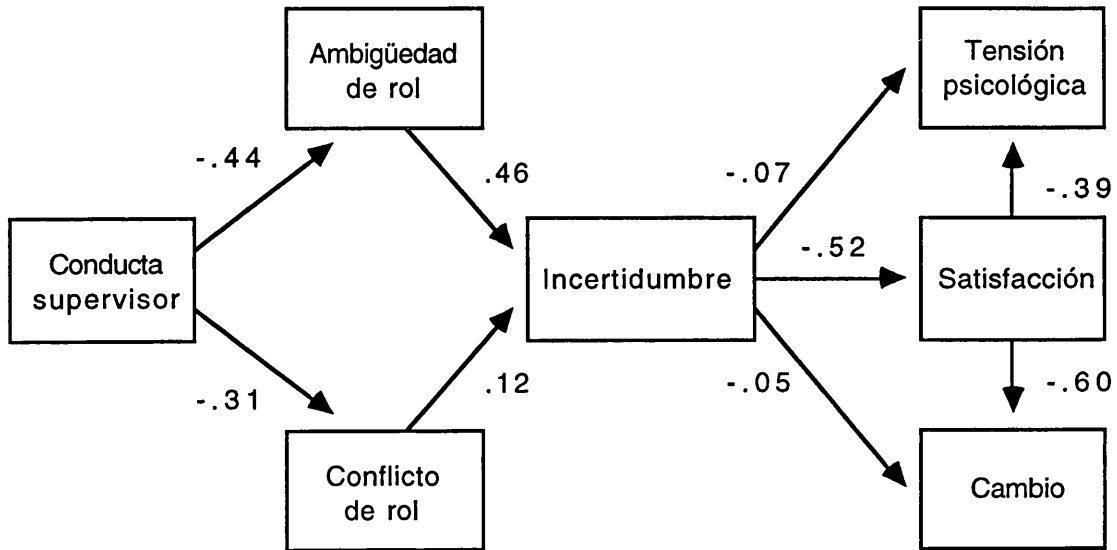 Ambigüedad
de rol
Tensión
psicológica
-.44
.46
-.07
-.39
Conducta
supervisor
Incertidumbre
-.52
Satisfacción
-.31
.12
-.05
-.60
Conflicto
de rol
Cambio